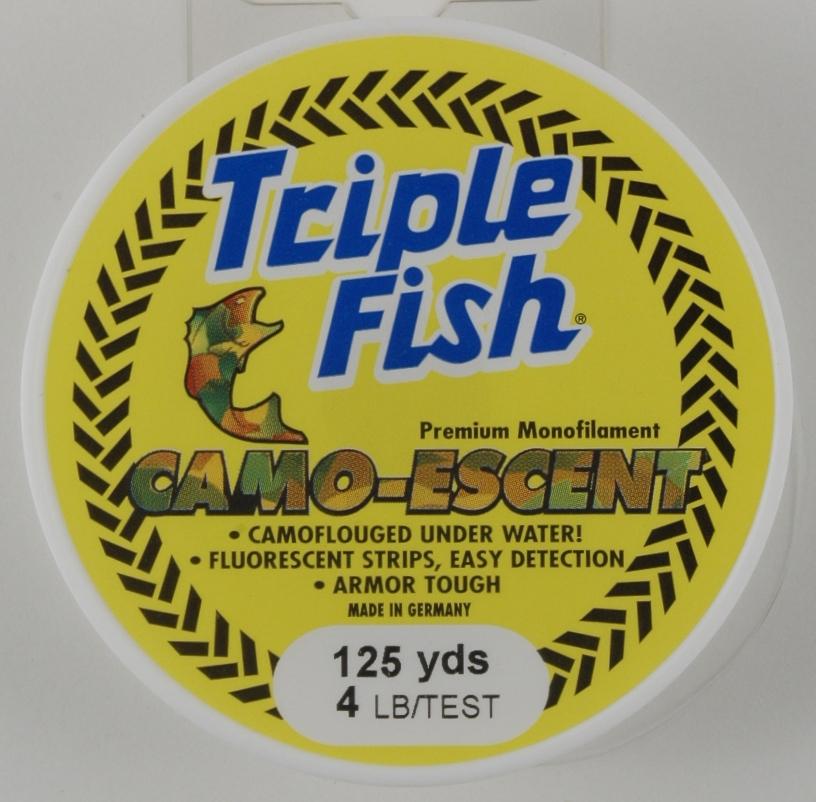 Triple
Fish®
Premium Monofilament
CAMO-ESCENT
• CAMOFLOUGED UNDER WATER!
• FLUORESCENT STRIPS, EASY DETECTION
• ARMOR TOUGH
MADE IN GERMANY
125 yds
4 LB/TEST